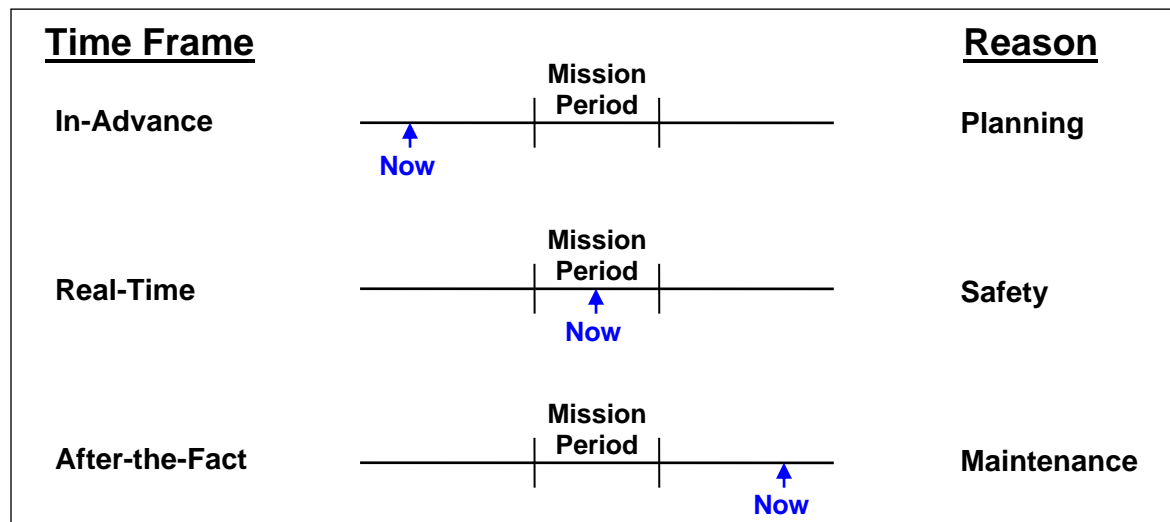 Time Frame
Reason
Mission
Period
In-Advance
Planning
Now
Mission
Period
Real-Time
Safety
Now
Mission
Period
After-the-Fact
Maintenance
Now